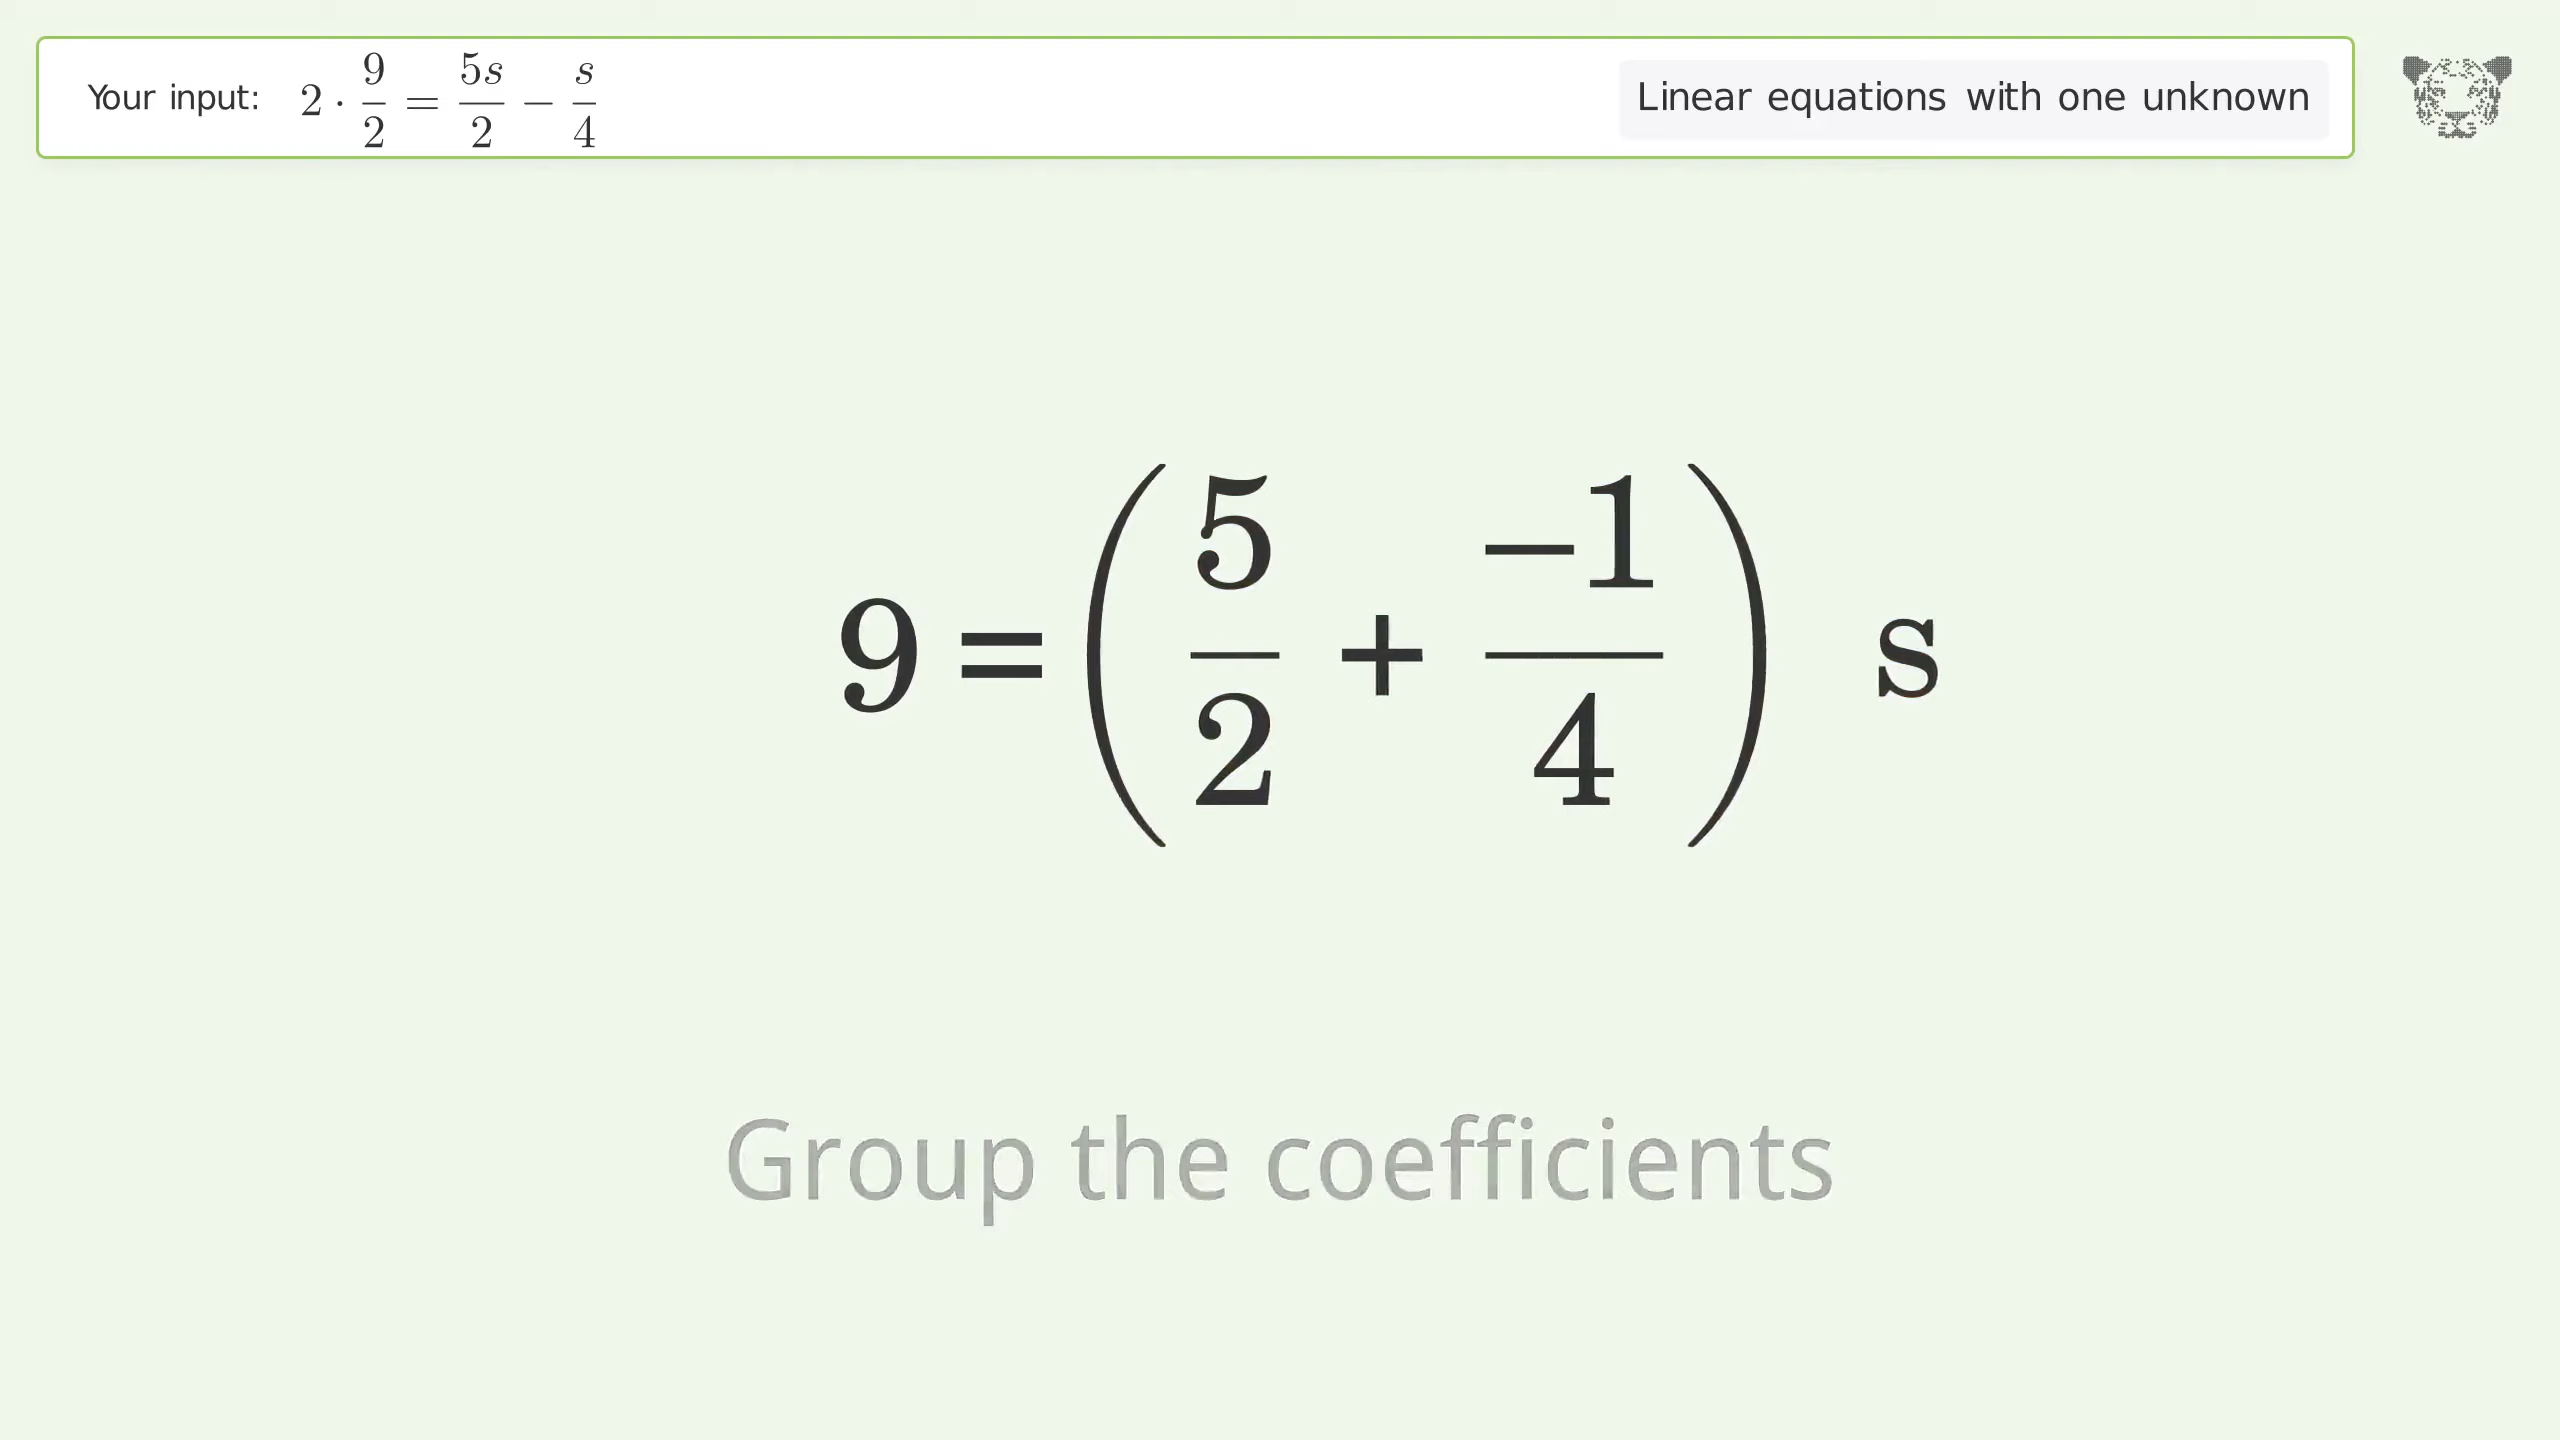 Your input: 2 · 9/2 = 5s/2 − s/4
Linear equations with one unknown
9 = (5/2 + −1/4) s
Group the coefficients